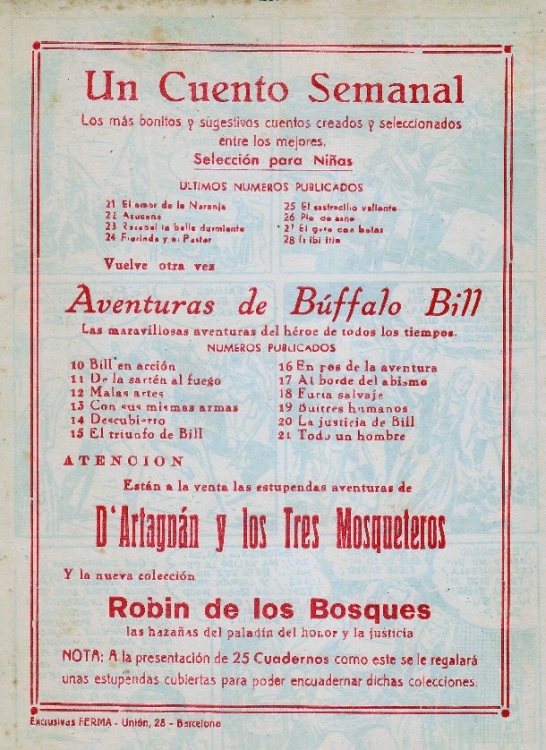 Un Cuento Semanal
Los más bonitos y sugestivos cuentos creados y seleccionados
entre los mejores.
Selección para Niñas
ULTIMOS NUMEROS PUBLICADOS
21 El amor de la Naranja
22 Azucena
23 la bella durmiente
24 Florinda y el Pastor
25 El sastrecillo valiente
26 Piel de asno
27 El gato con botas
28
Vuelve otra vez
Aventuras de Búffalo Bill
Las maravillosas aventuras del héroe de todos los tiempos.
NUMEROS PUBLICADOS
10 Bill en acción
11 De la sartén al fuego
12 Malas artes
13 Con sus mismas armas
14 Descubierto
15 El triunfo de Bill
16 En pos de la aventura
17 Al borde del abismo
18 Furia salvaje
19 Buitres humanos
20 La justicia de Bill
21 Todo un hombre
ATENCION
Están a la venta las estupendas aventuras de
D'Artagnán y los Tres Mosqueteros
Y la nueva colección
Robin de los Bosques
las hazañas del paladín del honor y la justicia
NOTA: A la presentación de 25 Cuadernos como este se le regalará
unas estupendas cubiertas para poder encuadernar dichas colecciones.
Exclusivas FERMA - Unión, 28 - Barcelona